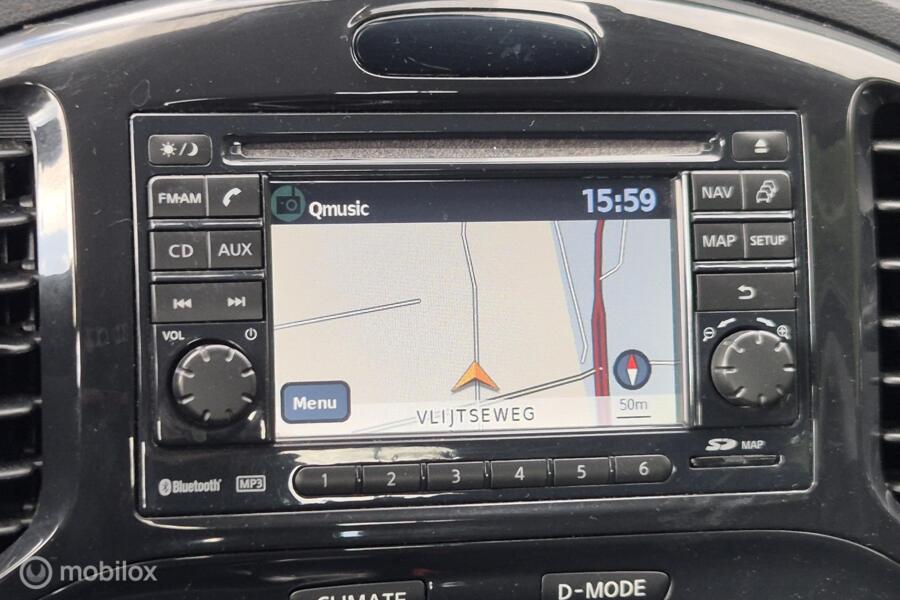 FM·AM
CD AUX
VOL
Qmusic 15:59
Menu
VLIJTSEWEG
50m
NAV
MAP SETUP
SD MAP
Bluetooth MP3
1 2 3 4 5 6
CLIMATE D-MODE
mobilox